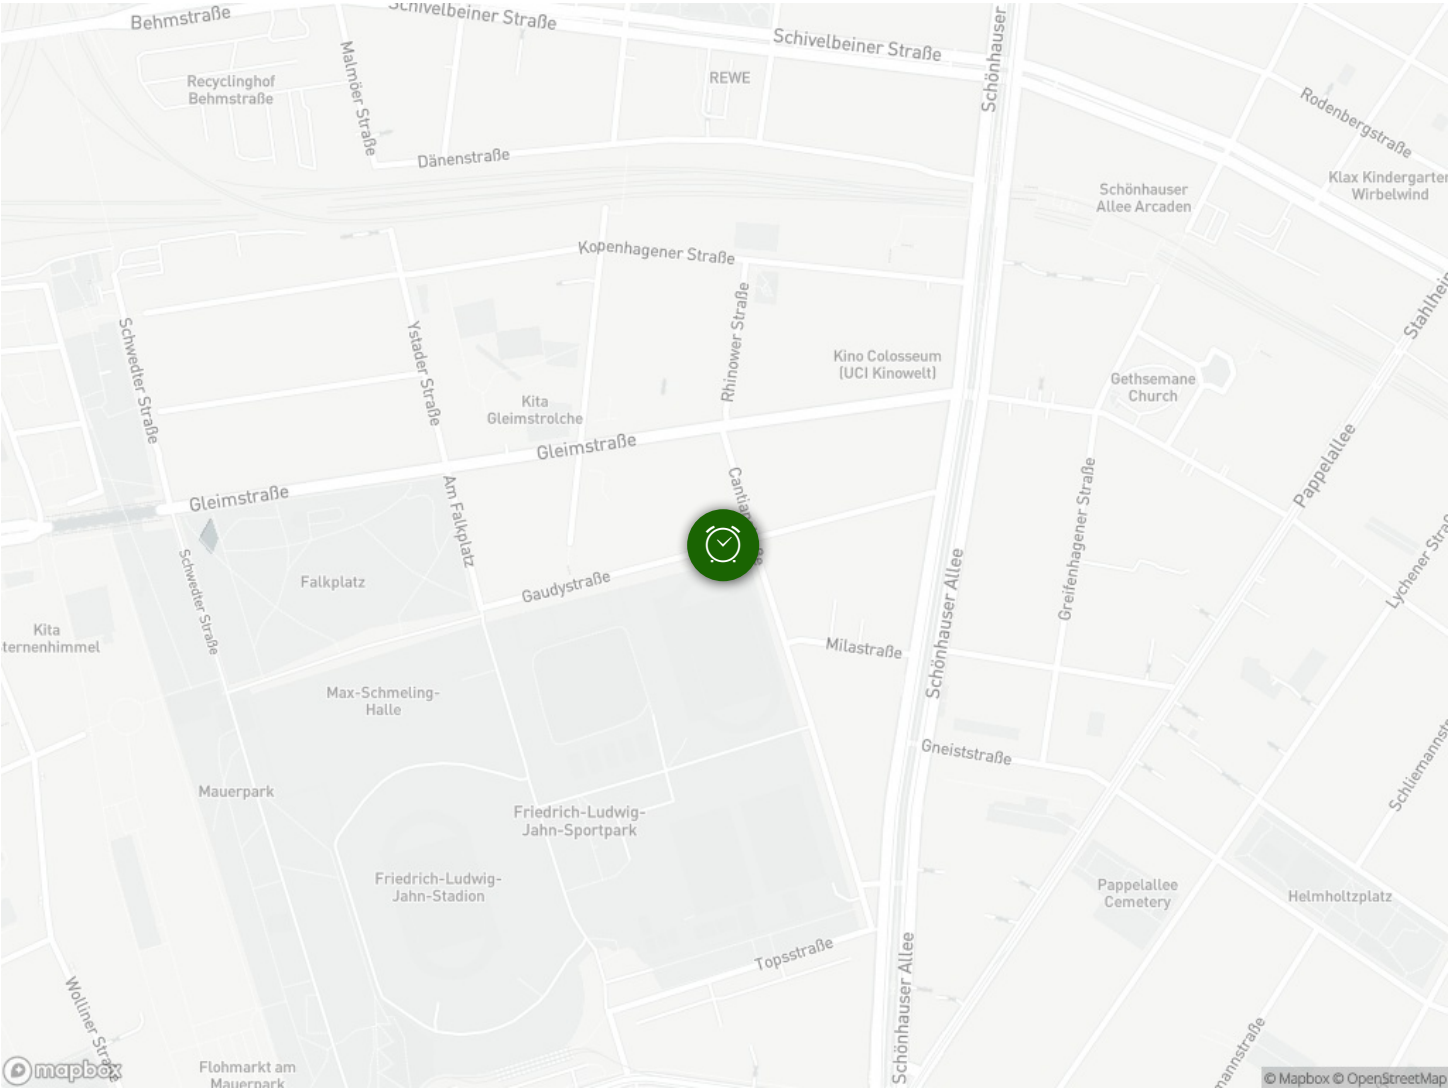 Behmstraße
Schivelbeiner Straße
Schivelbeiner Straße
Schönhauser
Malmöer Straße
Recyclinghof
Behmstraße
REWE
Rodenbergstraße
Dänenstraße
Klax Kindergarten
Wirbelwind
Schönhauser
Allee Arcaden
Kopenhagener Straße
Schwedter Straße
Ystader Straße
Rhinower Straße
Kino Colosseum
(UCI Kinowelt)
Gethsemane
Church
Kita
Gleimstrolche
Gleimstraße
Gleimstraße
Pappelallee
Am Falkplatz
Greifenhagener Straße
Schwedter Straße
Falkplatz
Gaudystraße
Schönhauser Allee
Kita
ternenhimmel
Milastraße
Max-Schmeling-
Halle
Gneiststraße
Mauerpark
Friedrich-Ludwig-
Jahn-Sportpark
Friedrich-Ludwig-
Jahn-Stadion
Pappelallee
Cemetery
Helmholtzplatz
Topsstraße
Schönhauser Allee
Wolliner Straße
Flohmarkt am
Mauerpark
mannstraße
mapbox
© Mapbox © OpenStreetMap